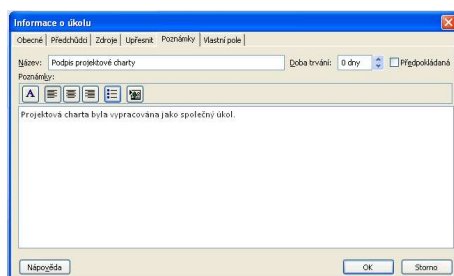 Informace o úkolu
Obecné Předchůdci Zdroje Upřesnit Poznámky Vlastní pole
Název: Podpis projektové charty Doba trvání: 0 dny Předpokládaná
Poznámky:
A
Projektová charta byla vypracována jako společný úkol.
Nápověda OK Storno